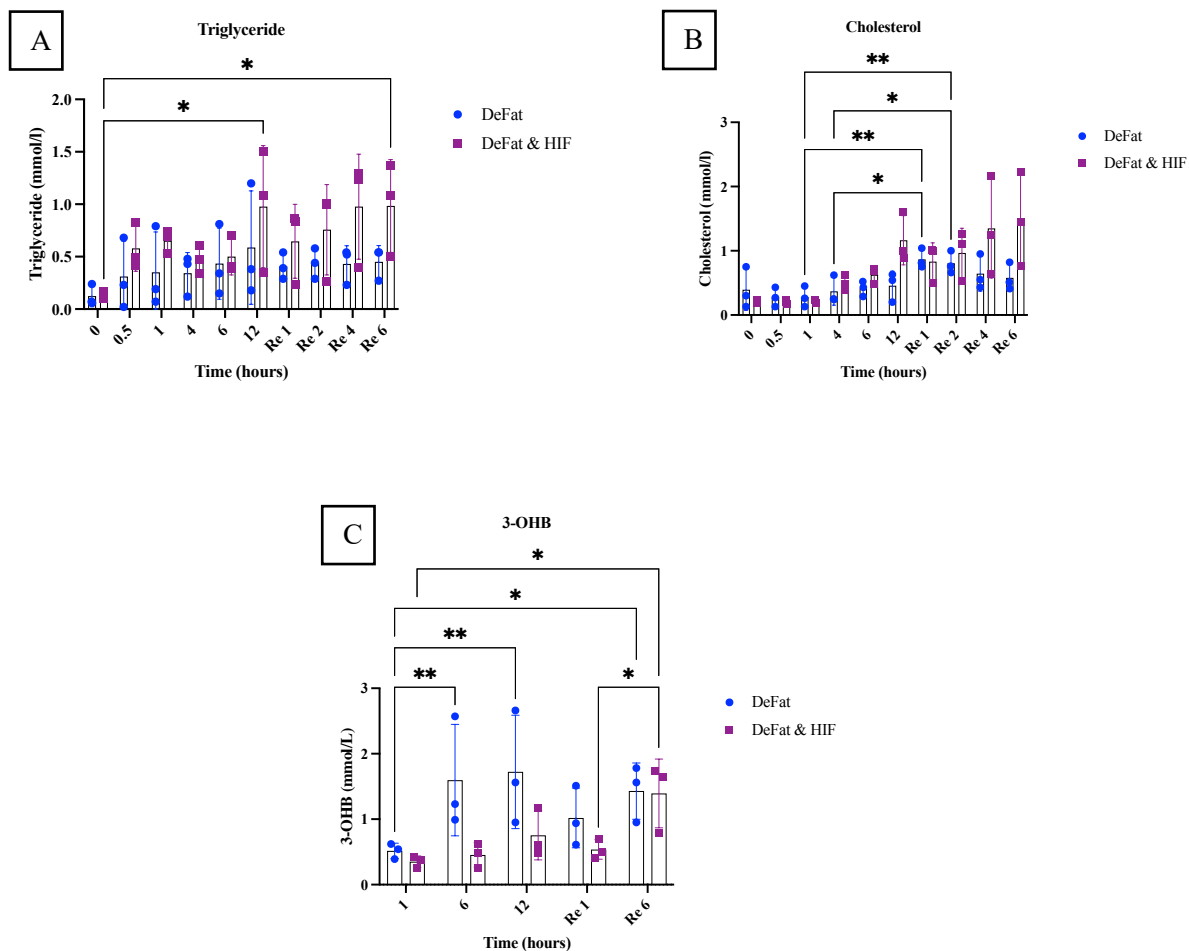 A
Triglyceride
*
*
Triglyceride (mmol/l)
2.0
1.5
1.0
0.5
0.0
0
0.5
1
4
6
12
Re 1
Re 2
Re 4
Re 6
Time (hours)
DeFat
DeFat & HIF
B
Cholesterol
**
*
**
*
Cholesterol (mmol/l)
3
2
1
0
0
0.5
1
4
6
12
Re 1
Re 2
Re 4
Re 6
Time (hours)
DeFat
DeFat & HIF
C
3-OHB
*
*
**
**
*
3-OHB (mmol/L)
3
2
1
0
1
6
12
Re 1
Re 6
Time (hours)
DeFat
DeFat & HIF